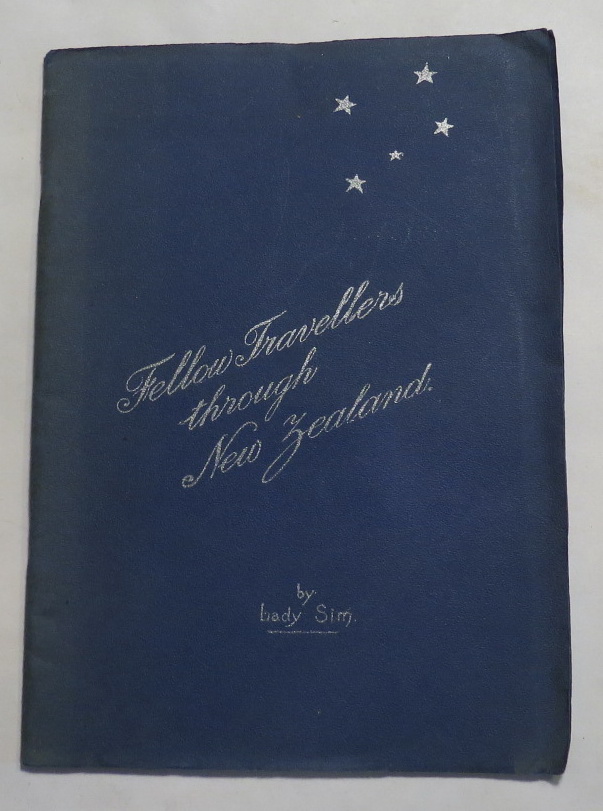 Fellow Travellers
through
New Zealand.
by
Lady Sim.